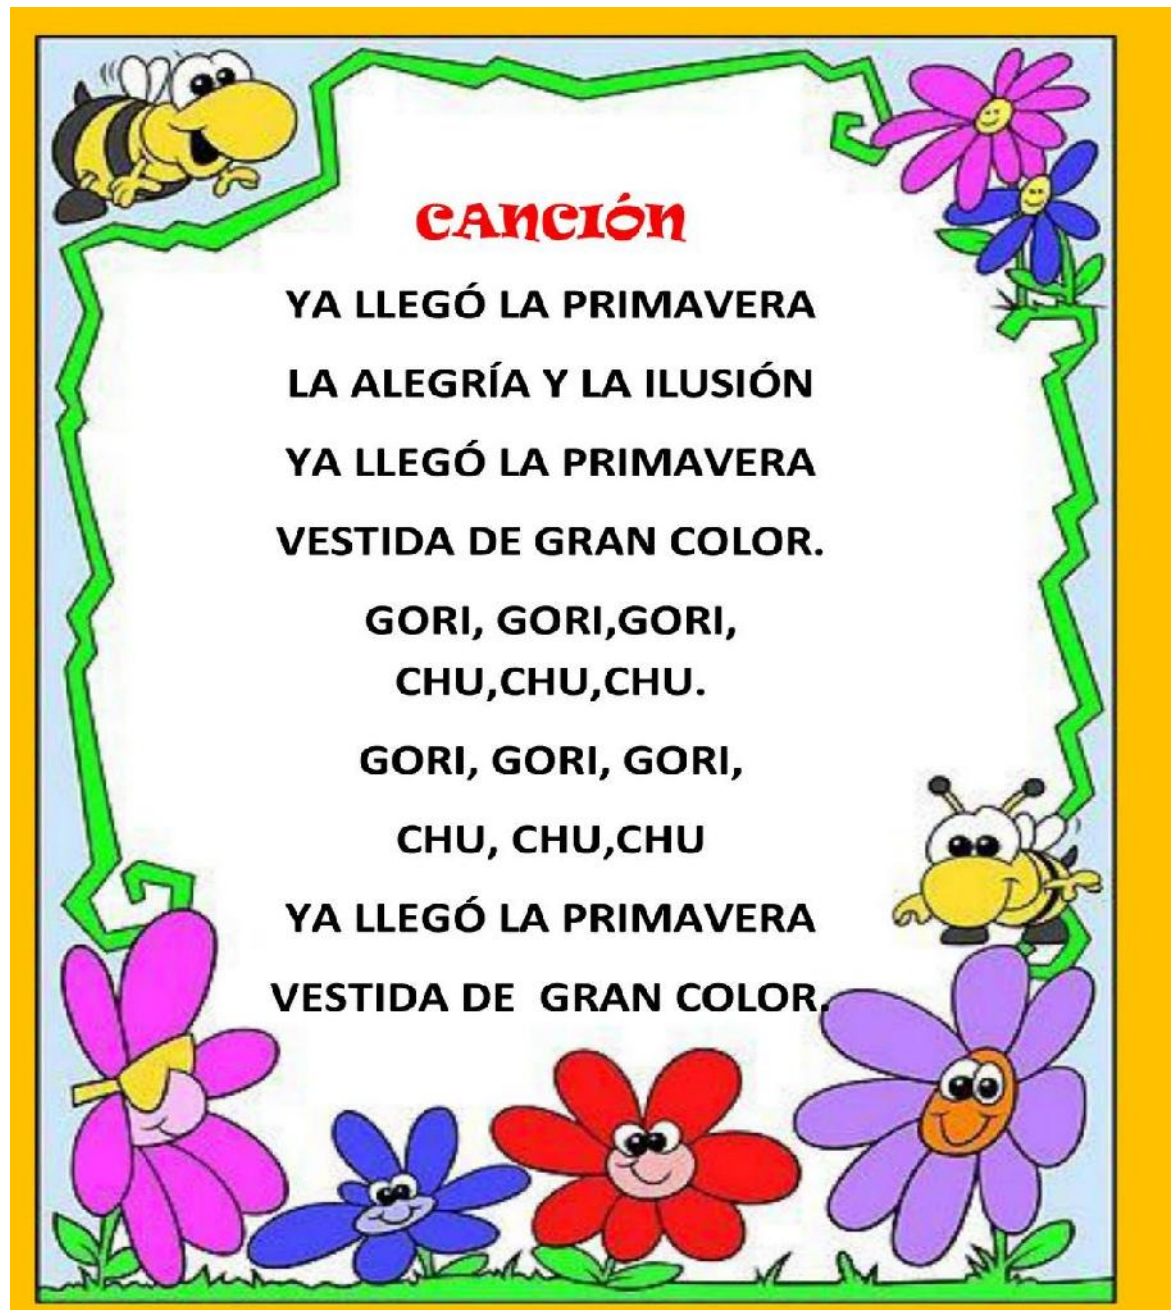 CANCIÓN
YA LLEGÓ LA PRIMAVERA
LA ALEGRÍA Y LA ILUSIÓN
YA LLEGÓ LA PRIMAVERA
VESTIDA DE GRAN COLOR.
GORI, GORI,GORI,
CHU,CHU,CHU.
GORI, GORI, GORI,
CHU, CHU,CHU
YA LLEGÓ LA PRIMAVERA
VESTIDA DE  GRAN COLOR.